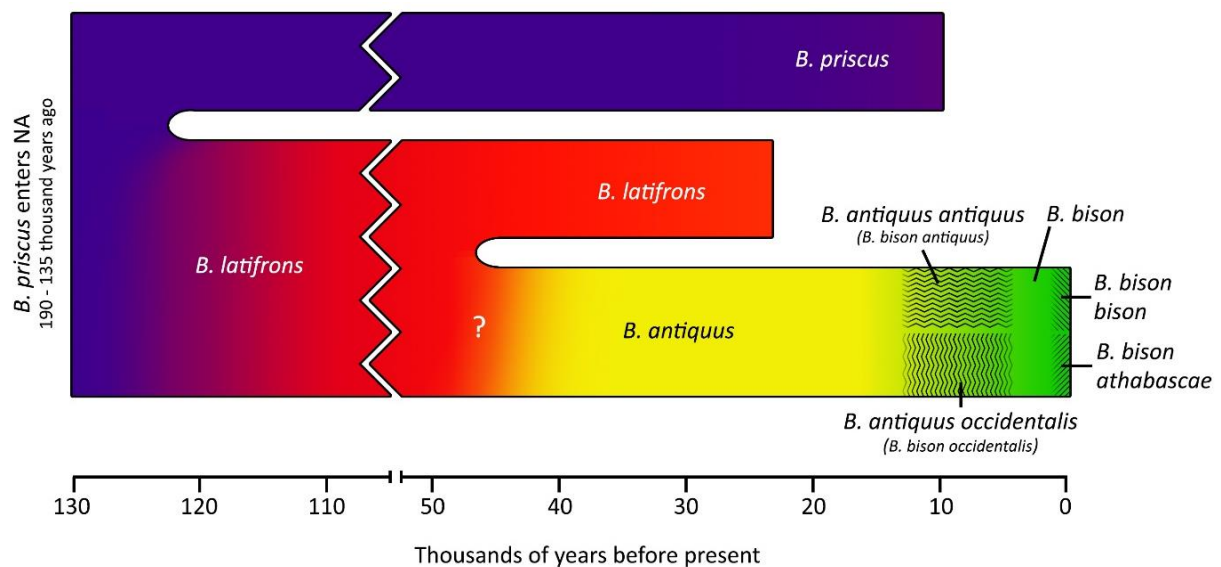 B. priscus enters NA
190 - 135 thousand years ago
B. priscus
B. latifrons
B. latifrons
?
B. antiquus
B. antiquus antiquus
(B. bison antiquus)
B. bison
B. bison
bison
B. bison
athabascae
B. antiquus occidentalis
(B. bison occidentalis)
130 120 110 50 40 30 20 10 0
Thousands of years before present